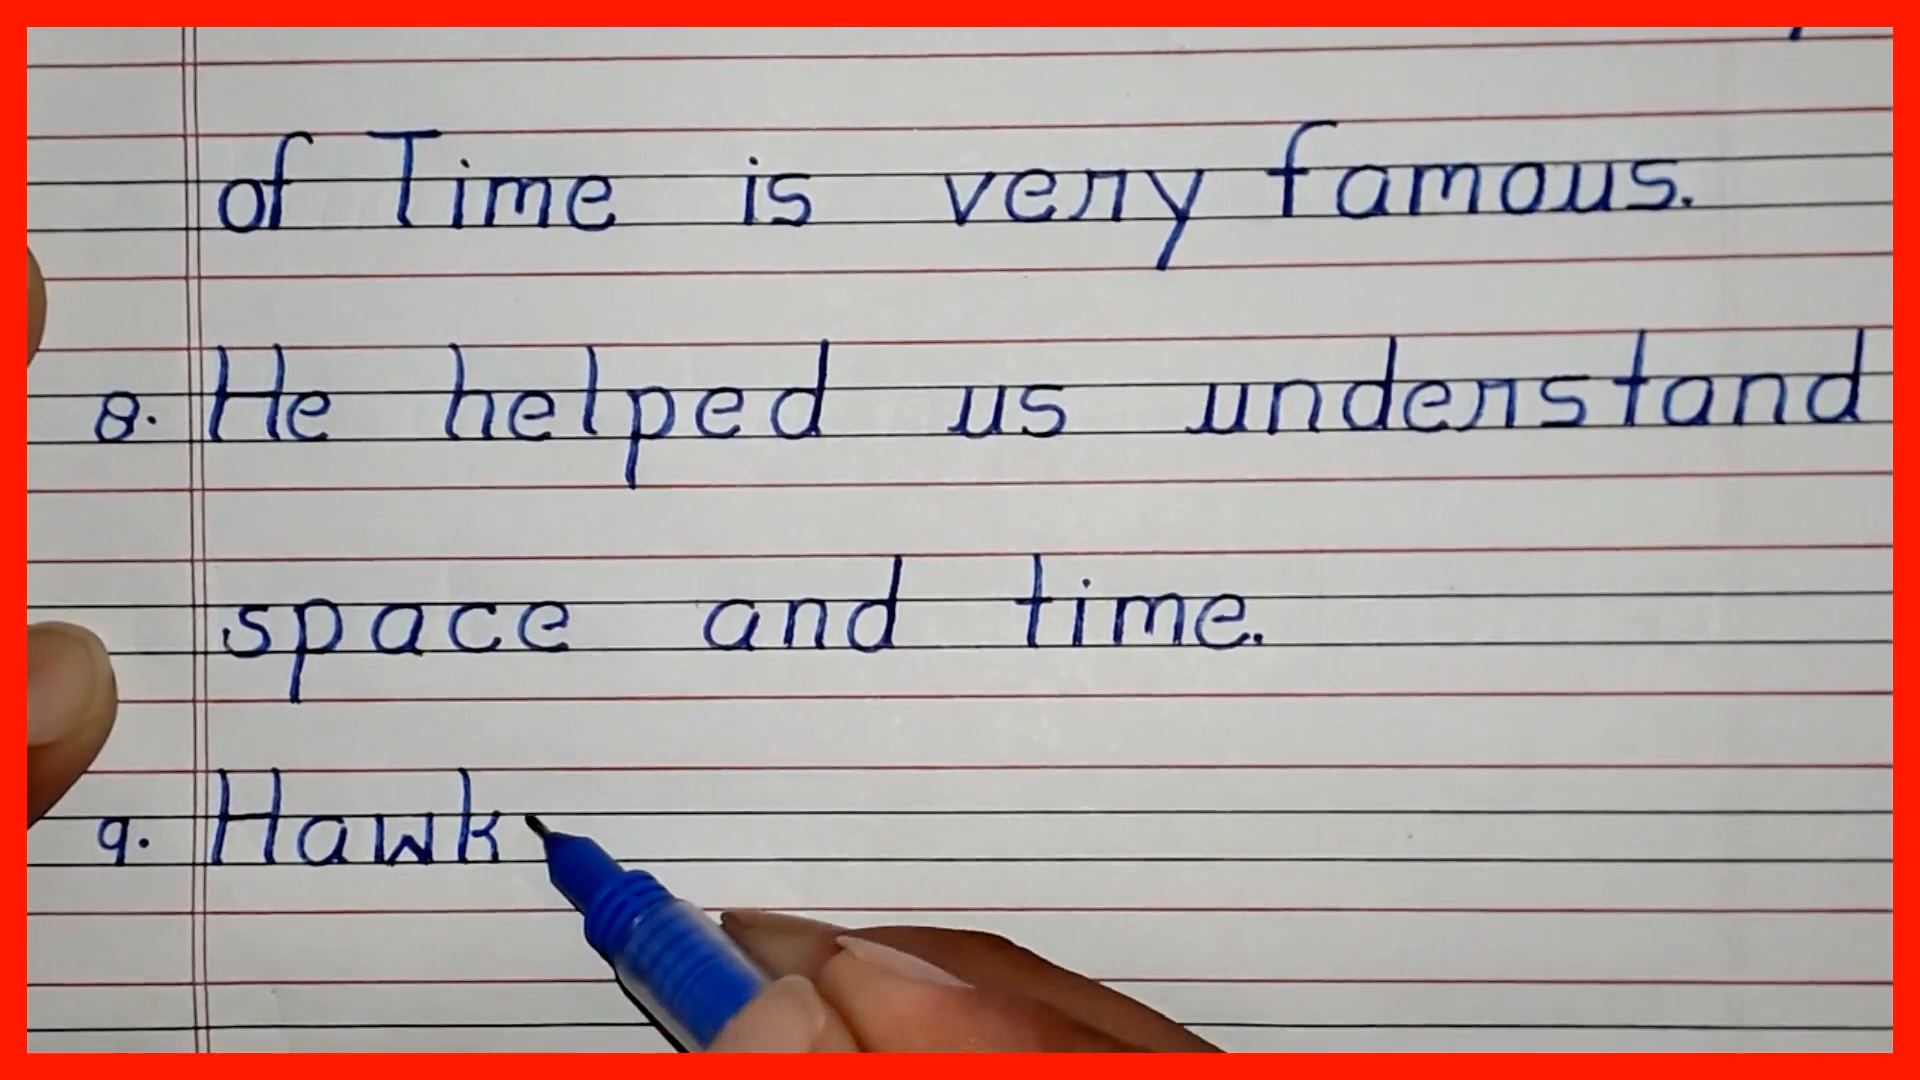 of Time is very famous.
8. He helped us understand
space and time.
9. Hawk